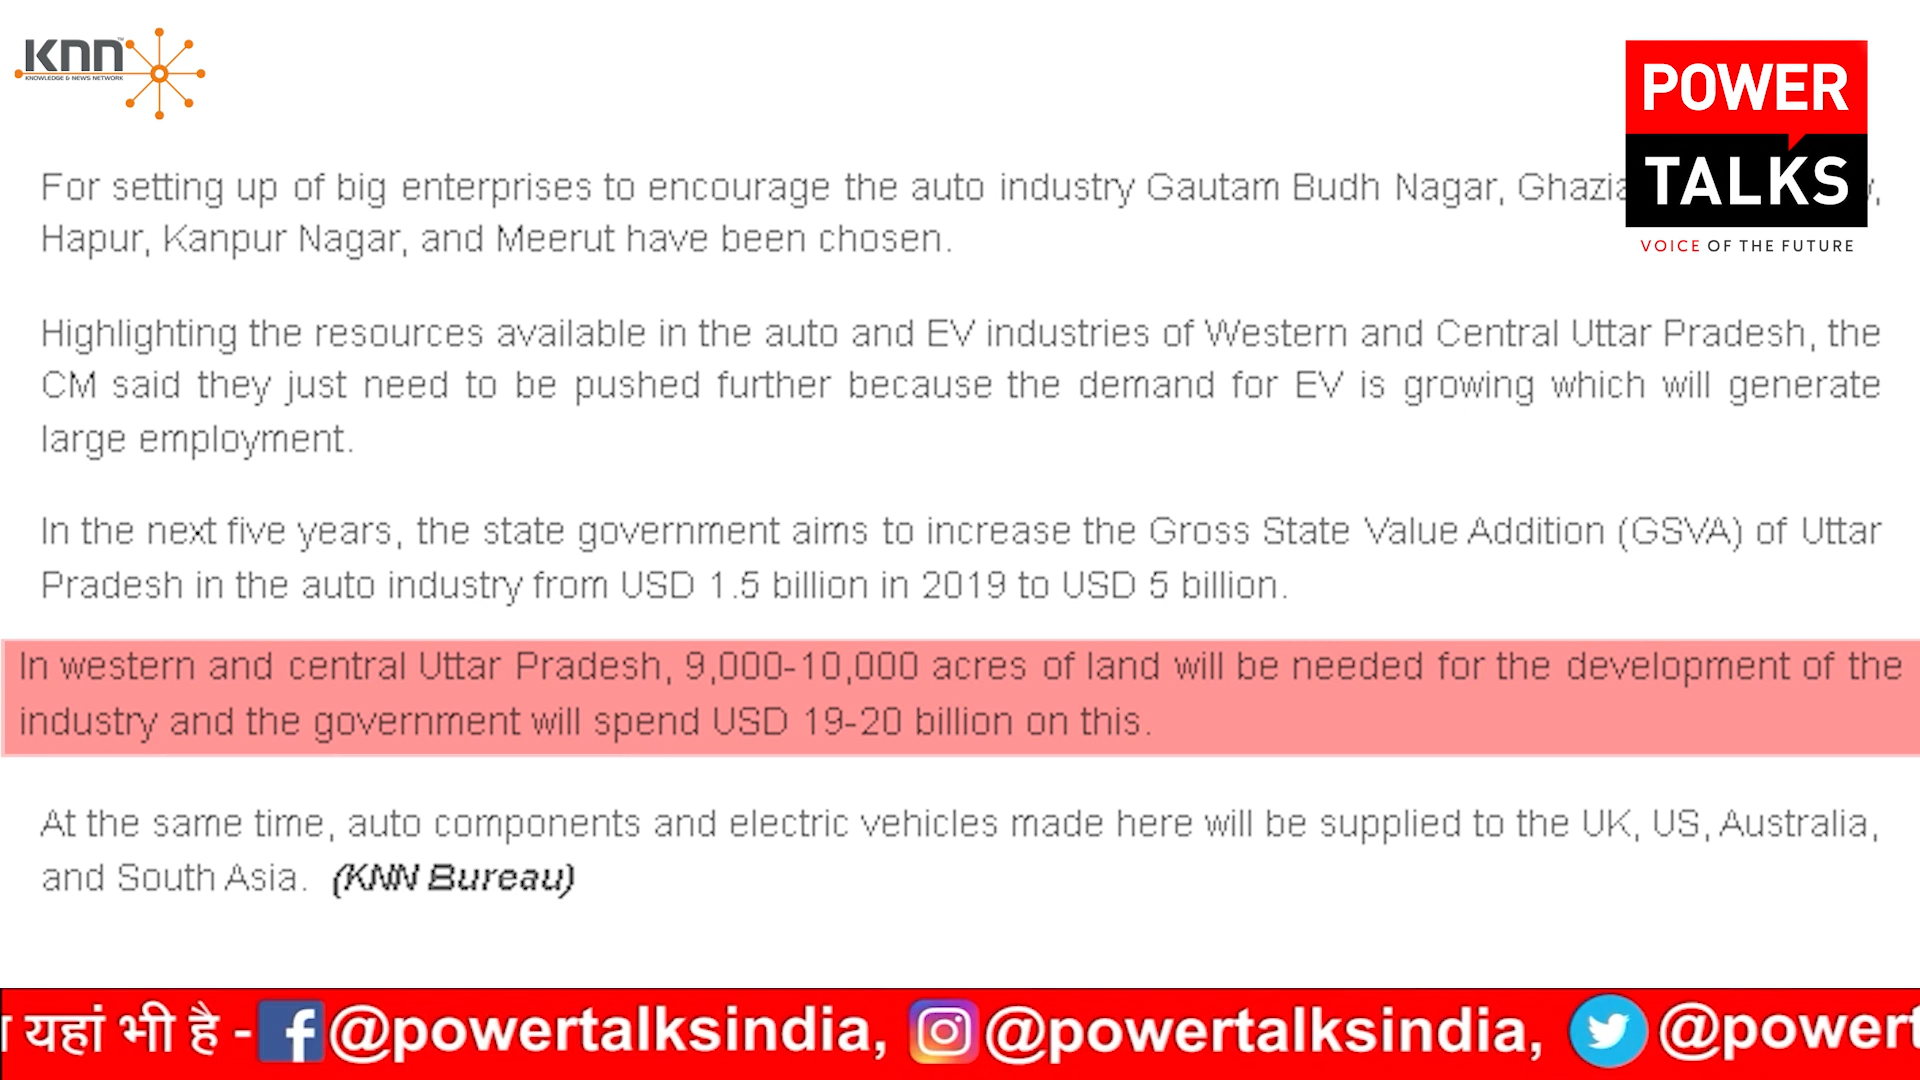 KNN
KNOWLEDGE & NEWS NETWORK
POWER
TALKS
VOICE OF THE FUTURE
For setting up of big enterprises to encourage the auto industry Gautam Budh Nagar,
Hapur, Kanpur Nagar, and Meerut have been chosen.
Highlighting the resources available in the auto and EV industries of Western and Central Uttar Pradesh, the
CM said they just need to be pushed further because the demand for EV is growing which will generate
large employment.
In the next five years, the state government aims to increase the Gross State Value Addition (GSVA) of Uttar
Pradesh in the auto industry from USD 1.5 billion in 2019 to USD 5 billion.
In western and central Uttar Pradesh, 9,000-10,000 acres of land will be needed for the development of the
industry and the government will spend USD 19-20 billion on this.
At the same time, auto components and electric vehicles made here will be supplied to the UK, US, Australia,
and South Asia. (KNN Bureau)
यहां भी है - @powertalksindia, @powertalksindia, @powert